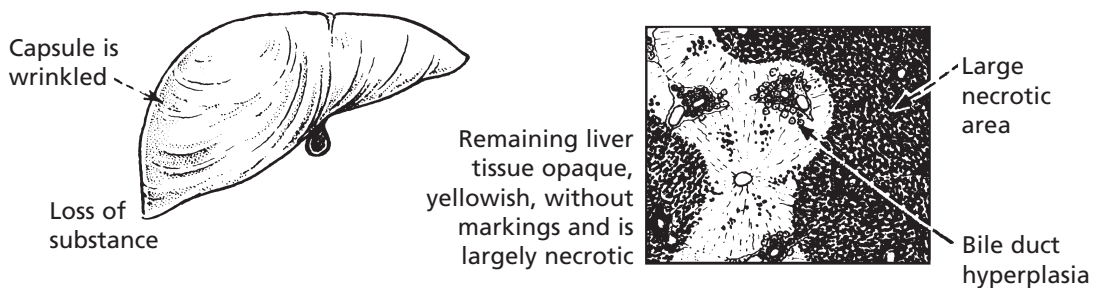 Capsule is
wrinkled
Loss of
substance
Remaining liver
tissue opaque,
yellowish, without
markings and is
largely necrotic
Large
necrotic
area
Bile duct
hyperplasia